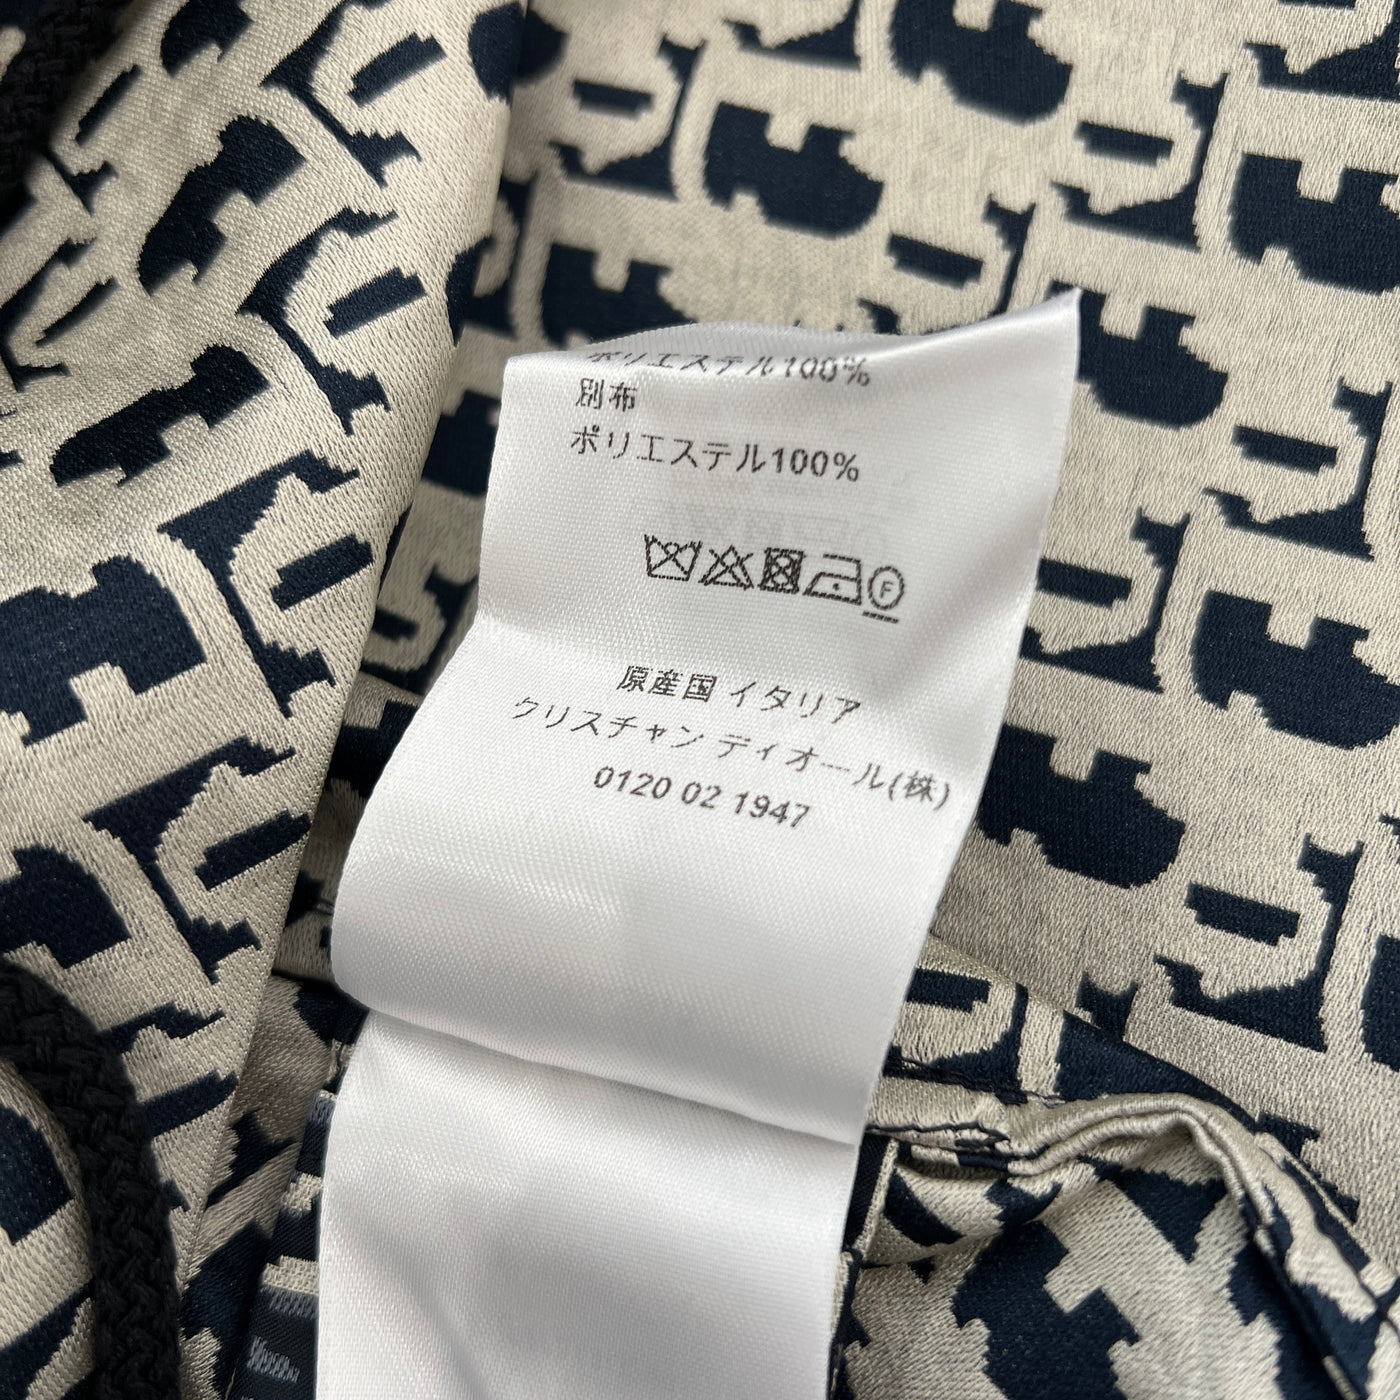 ポリエステル100%
別布
ポリエステル100%
F
原産国 イタリア
クリスチャン ディオール(株)
0120 02 1947